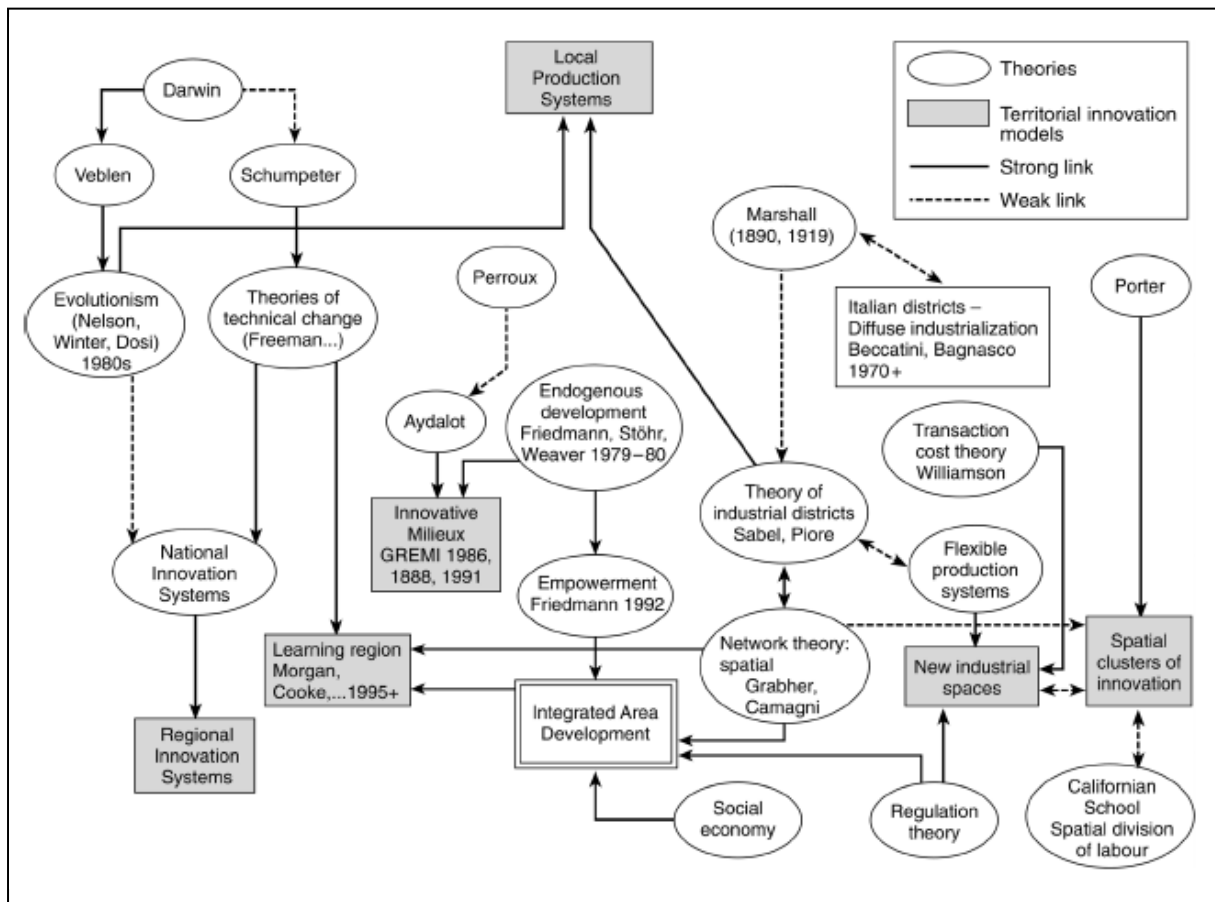 Local
Production
Systems
Theories
Territorial innovation
models
Strong link
Weak link
Darwin
Veblen
Schumpeter
Marshall
(1890, 1919)
Perroux
Porter
Evolutionism
(Nelson,
Winter, Dosi)
1980s
Theories of
technical change
(Freeman...)
Italian districts –
Diffuse industrialization
Beccatini, Bagnasco
1970+
Aydalot
Endogenous
development
Friedmann, Stöhr,
Weaver 1979–80
Transaction
cost theory
Williamson
Innovative
Milieux
GREMI 1986,
1888, 1991
Theory of
industrial districts
Sabel, Piore
National
Innovation
Systems
Empowerment
Friedmann 1992
Flexible
production
systems
Learning region
Morgan,
Cooke,...1995+
Network theory:
spatial
Grabher,
Camagni
New industrial
spaces
Spatial
clusters of
innovation
Integrated Area
Development
Regional
Innovation
Systems
Social
economy
Regulation
theory
Californian
School
Spatial division
of labour